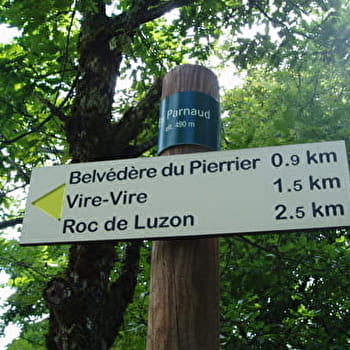 Parnaud
alt. 490 m
Belvédère du Pierrier 0.9 km
Vire-Vire 1.5 km
Roc de Luzon 2.5 km